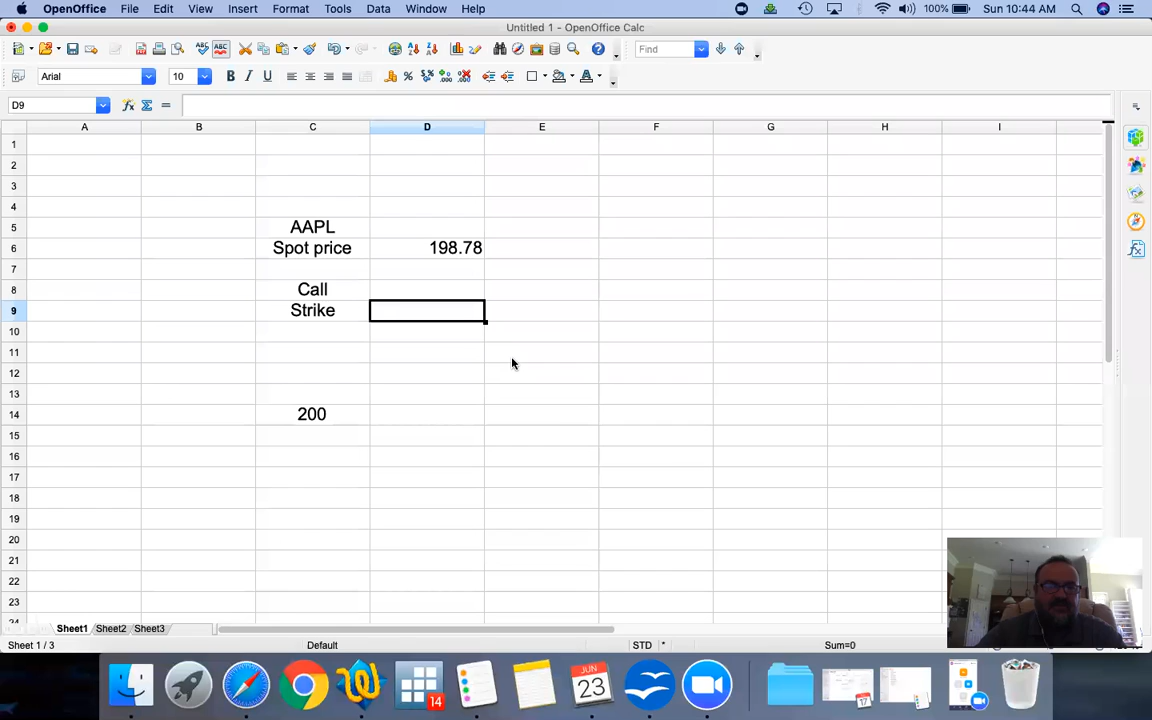 OpenOffice File Edit View Insert Format Tools Data Window Help 100% Sun 10:44 AM
Untitled 1 - OpenOffice Calc
Find
Arial 10
D9
A B C D E F G H I
1
2
3
4
5 AAPL
6 Spot price 198.78
7
8 Call
9 Strike
10
11
12
13
14 200
15
16
17
18
19
20
21
22
23
24
Sheet1 Sheet2 Sheet3
Sheet 1 / 3 Default STD * Sum=0
14
JUN
23
17